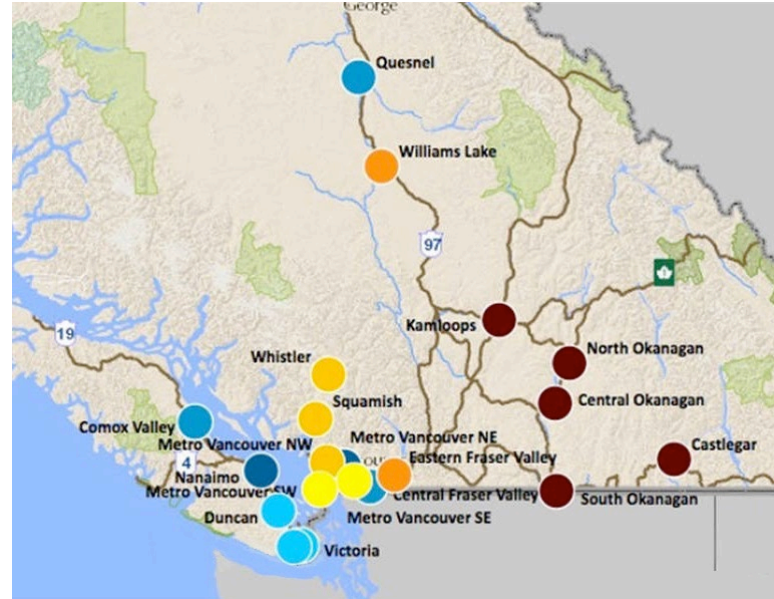 George
Quesnel
Williams Lake
97
1
Kamloops
19
North Okanagan
Whistler
Central Okanagan
Squamish
Comox Valley
Metro Vancouver NE
Metro Vancouver NW
Castlegar
4
Eastern Fraser Valley
Nanaimo
Metro Vancouver SW
Central Fraser Valley
South Okanagan
Duncan
Metro Vancouver SE
Victoria